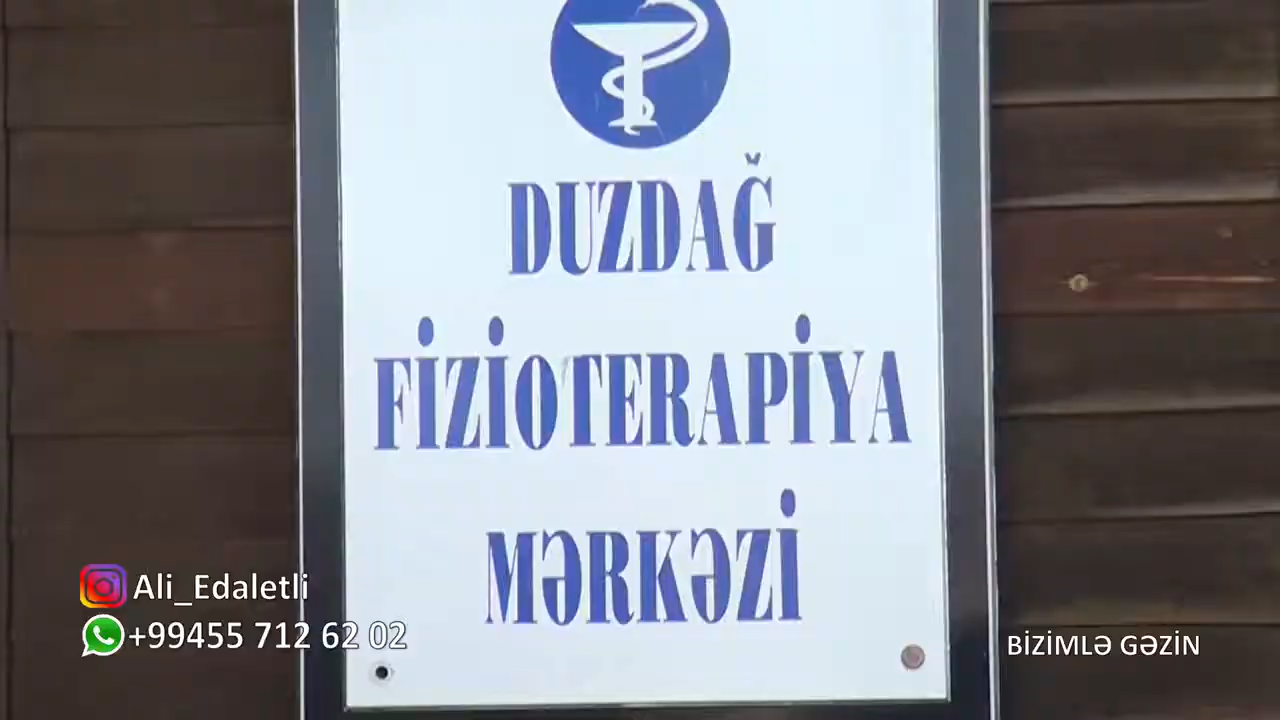 DUZDAĞ
FİZİOTERAPİYA
MƏRKƏZİ
Ali_Edaletli
+99455 712 62 02
BİZİMLƏ GƏZİN